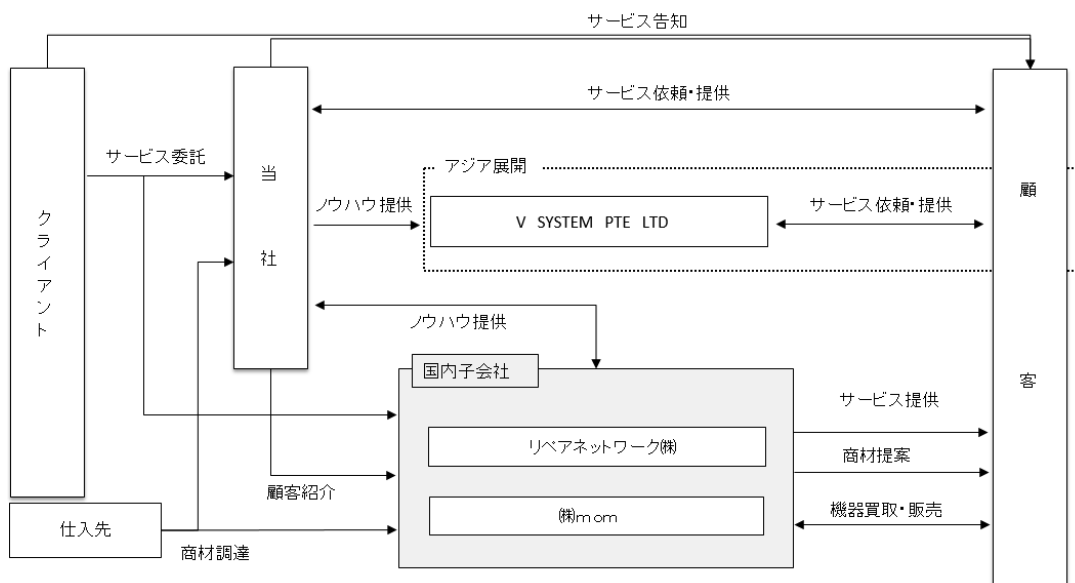 サービス告知
サービス依頼・提供
サービス委託
アジア展開
当社
顧客
ノウハウ提供
V SYSTEM PTE LTD
サービス依頼・提供
クライアント
ノウハウ提供
国内子会社
サービス提供
リペアネットワーク㈱
商材提案
顧客紹介
㈱mom
機器買取・販売
仕入先
商材調達